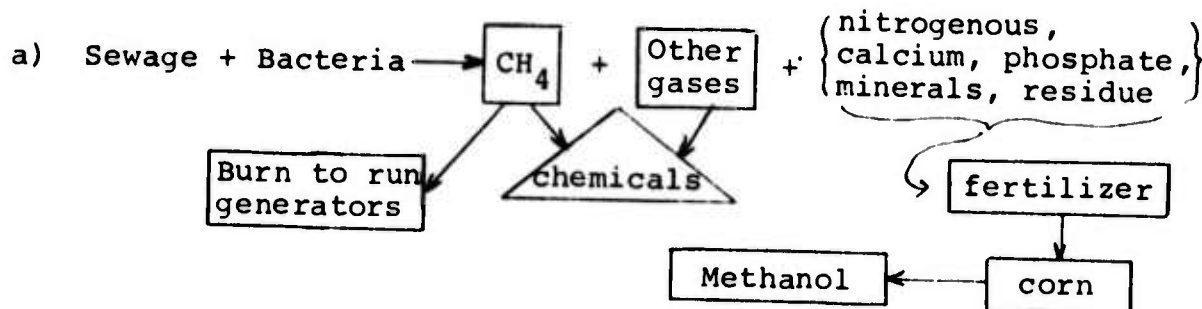 a) Sewage + Bacteria → CH₄ + Other gases + {nitrogenous, calcium, phosphate, minerals, residue}
Burn to run generators
chemicals
fertilizer
Methanol
corn